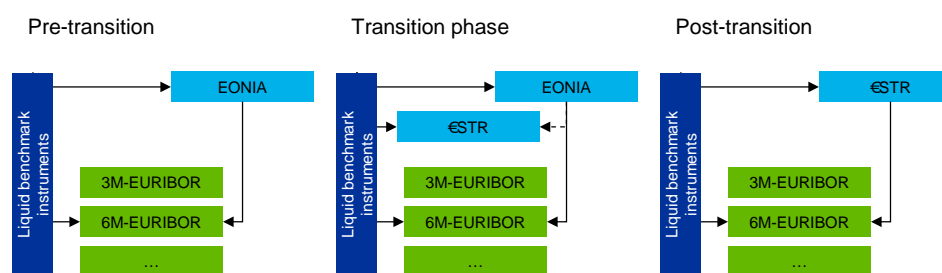 Pre-transition
Transition phase
Post-transition
Liquid benchmark
instruments
EONIA
3M-EURIBOR
6M-EURIBOR
...
Liquid benchmark
instruments
EONIA
€STR
3M-EURIBOR
6M-EURIBOR
...
Liquid benchmark
instruments
€STR
3M-EURIBOR
6M-EURIBOR
...